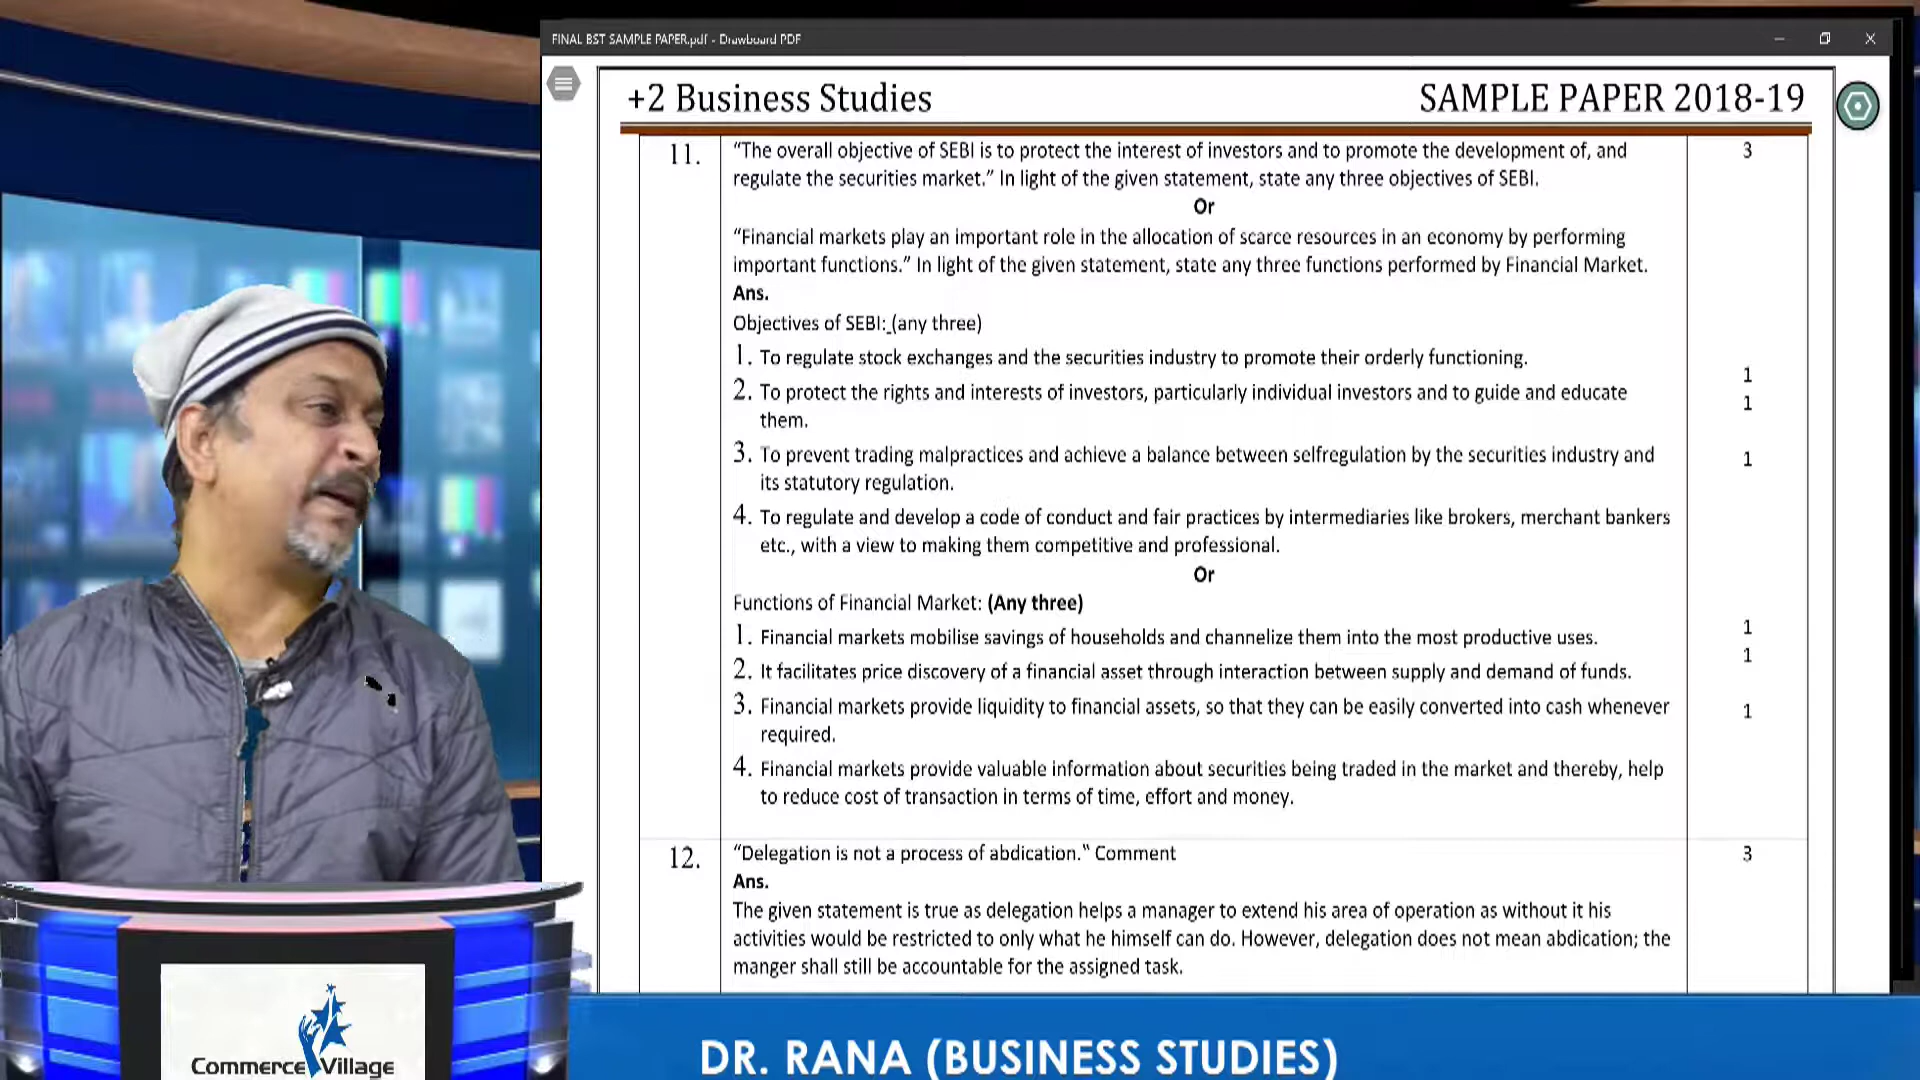 FINAL BST SAMPLE PAPER.pdf - Drawboard PDF
+2 Business Studies SAMPLE PAPER 2018-19
11. “The overall objective of SEBI is to protect the interest of investors and to promote the development of, and 3
regulate the securities market.” In light of the given statement, state any three objectives of SEBI.
Or
“Financial markets play an important role in the allocation of scarce resources in an economy by performing
important functions.” In light of the given statement, state any three functions performed by Financial Market.
Ans.
Objectives of SEBI: (any three)
1. To regulate stock exchanges and the securities industry to promote their orderly functioning.
1
2. To protect the rights and interests of investors, particularly individual investors and to guide and educate
1
them.
3. To prevent trading malpractices and achieve a balance between selfregulation by the securities industry and 1
its statutory regulation.
4. To regulate and develop a code of conduct and fair practices by intermediaries like brokers, merchant bankers
etc., with a view to making them competitive and professional.
Or
Functions of Financial Market: (Any three)
1. Financial markets mobilise savings of households and channelize them into the most productive uses. 1
1
2. It facilitates price discovery of a financial asset through interaction between supply and demand of funds.
3. Financial markets provide liquidity to financial assets, so that they can be easily converted into cash whenever 1
required.
4. Financial markets provide valuable information about securities being traded in the market and thereby, help
to reduce cost of transaction in terms of time, effort and money.
12. “Delegation is not a process of abdication.“ Comment 3
Ans.
The given statement is true as delegation helps a manager to extend his area of operation as without it his
activities would be restricted to only what he himself can do. However, delegation does not mean abdication; the
manger shall still be accountable for the assigned task.
Commerce Village
DR. RANA (BUSINESS STUDIES)